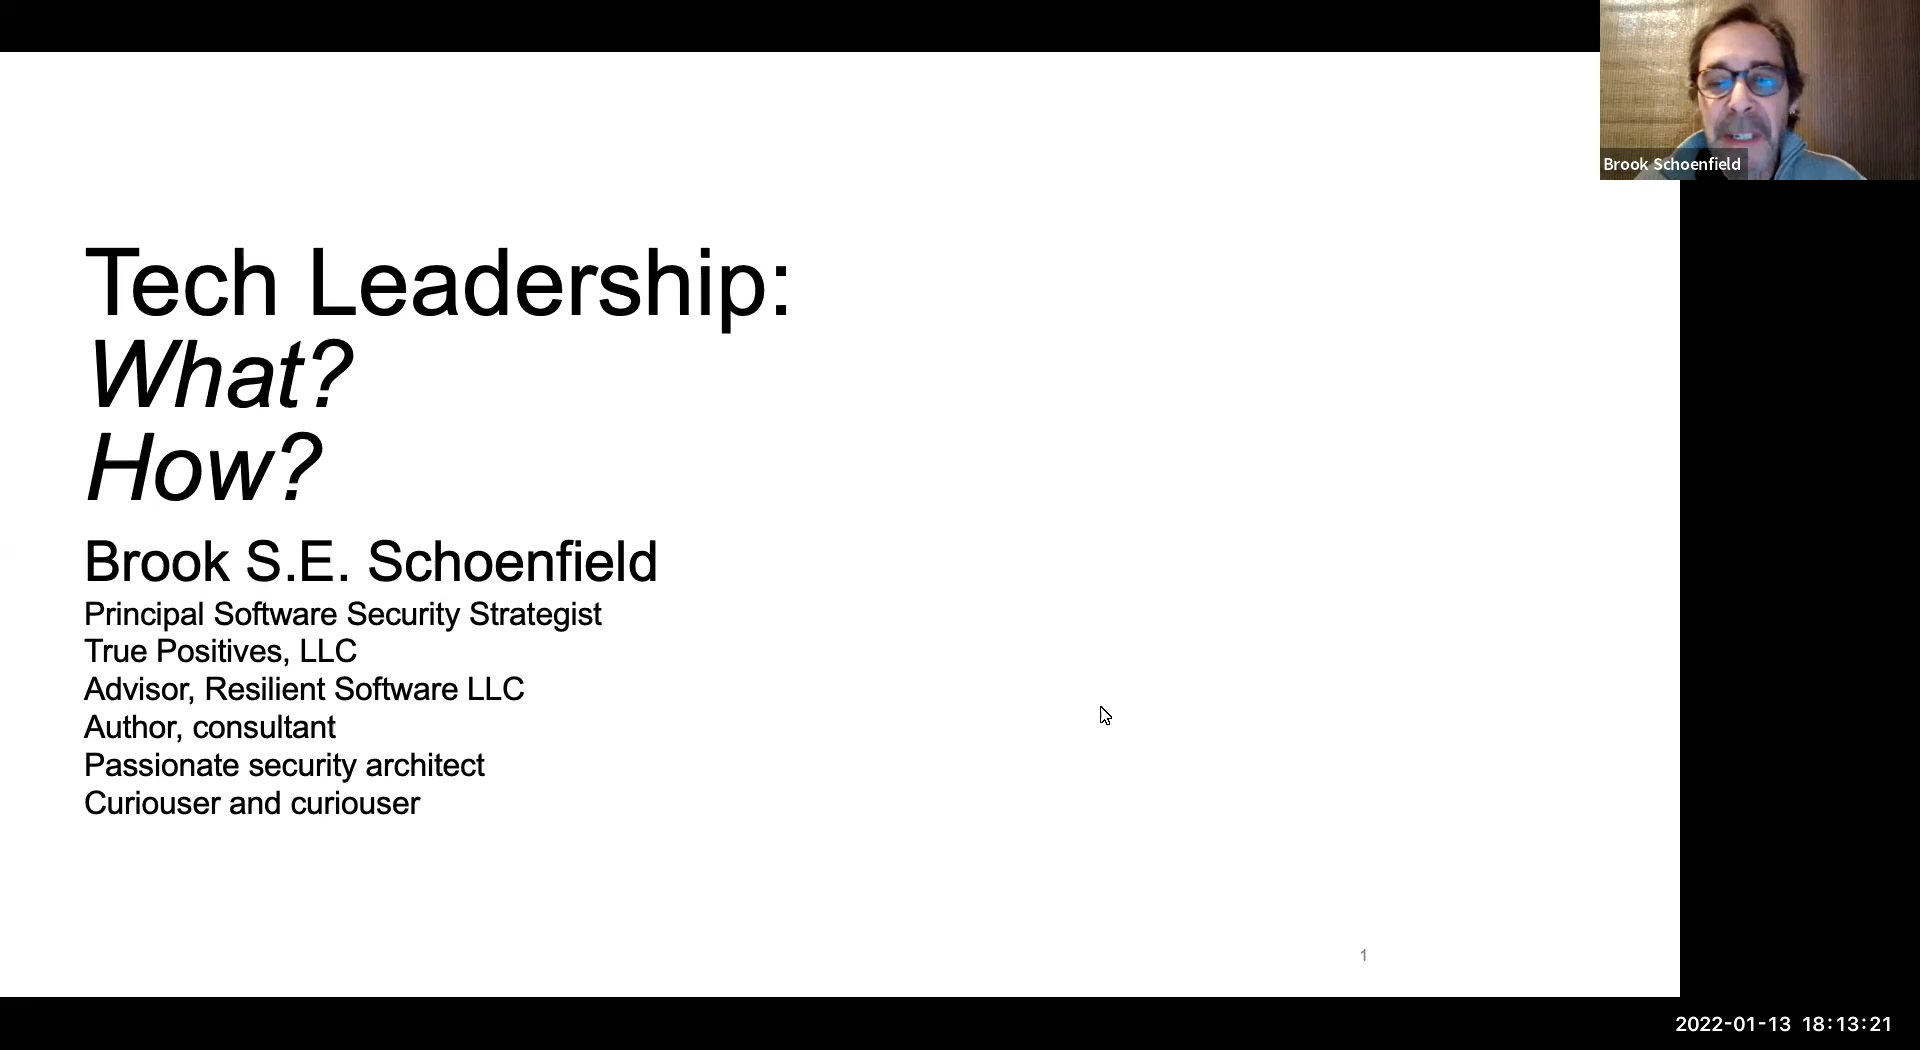 Brook Schoenfield
Tech Leadership:
What?
How?
Brook S.E. Schoenfield
Principal Software Security Strategist
True Positives, LLC
Advisor, Resilient Software LLC
Author, consultant
Passionate security architect
Curiouser and curiouser
1
2022-01-13 18:13:21